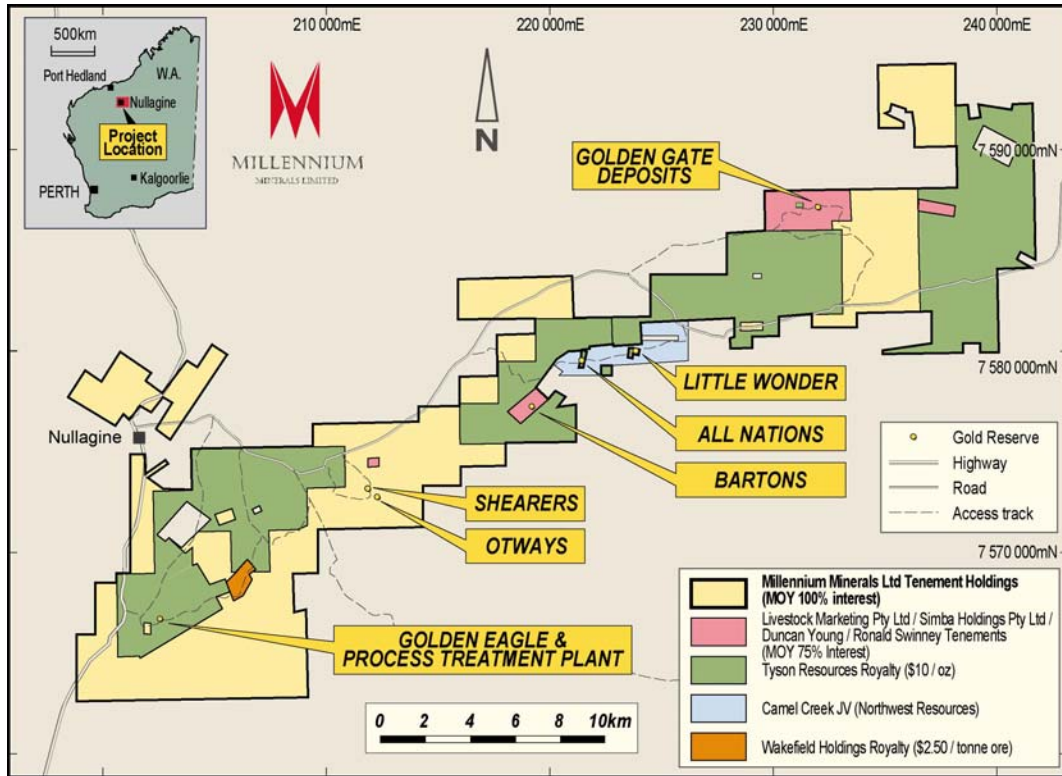 210 000mE
220 000mE
230 000mE
240 000mE
500km
Port Hedland
W.A.
Nullagine
Project
Location
Kalgoorlie
PERTH
MILLENNIUM
MINERALS LIMITED
N
7 590 000mN
GOLDEN GATE
DEPOSITS
7 580 000mN
LITTLE WONDER
ALL NATIONS
BARTONS
Nullagine
SHEARERS
OTWAYS
Gold Reserve
Highway
Road
Access track
7 570 000mN
GOLDEN EAGLE &
PROCESS TREATMENT PLANT
Millennium Minerals Ltd Tenement Holdings
(MOY 100% interest)
Livestock Marketing Pty Ltd / Simba Holdings Pty Ltd /
Duncan Young / Ronald Swinney Tenements
(MOY 75% Interest)
Tyson Resources Royalty ($10 / oz)
Camel Creek JV (Northwest Resources)
Wakefield Holdings Royalty ($2.50 / tonne ore)
0 2 4 6 8 10km